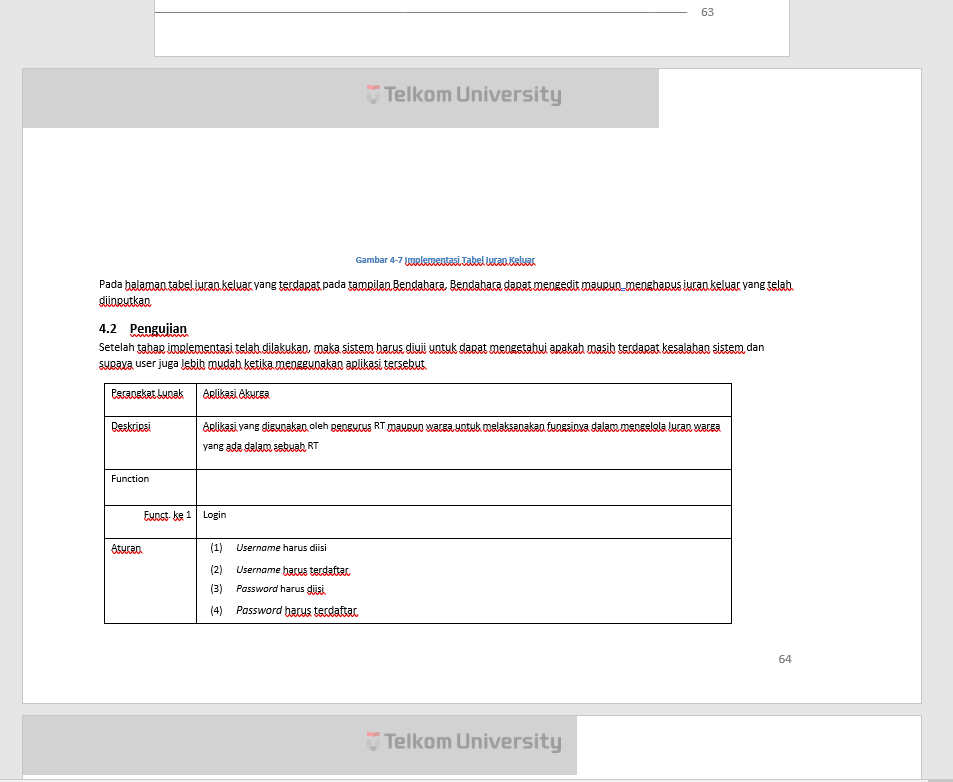 63
Telkom University
Gambar 4-7 Implementasi Tabel Iuran Keluar
Pada halaman tabel iuran keluar yang terdapat pada tampilan Bendahara, Bendahara dapat mengedit maupun menghapus iuran keluar yang telah
diinputkan
4.2 Pengujian
Setelah tahap implementasi telah dilakukan, maka sistem harus diuji untuk dapat mengetahui apakah masih terdapat kesalahan sistem dan
supaya user juga lebih mudah ketika menggunakan aplikasi tersebut.
Perangkat Lunak Aplikasi Akurga
Deskripsi Aplikasi yang digunakan oleh pengurus RT maupun warga untuk melaksanakan fungsinya dalam mengelola Iuran warga
yang ada dalam sebuah RT
Function
Funct. ke 1 Login
Aturan (1) Username harus diisi
(2) Username harus terdaftar.
(3) Password harus diisi.
(4) Password harus terdaftar.
64
Telkom University